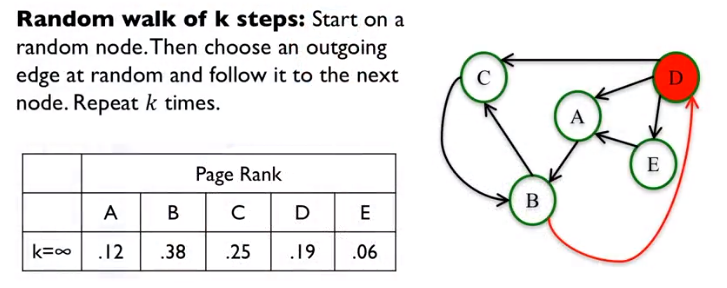 Random walk of k steps: Start on a
random node. Then choose an outgoing
edge at random and follow it to the next
node. Repeat k times.
Page Rank
A B C D E
k=∞ .12 .38 .25 .19 .06
C
D
A
E
B